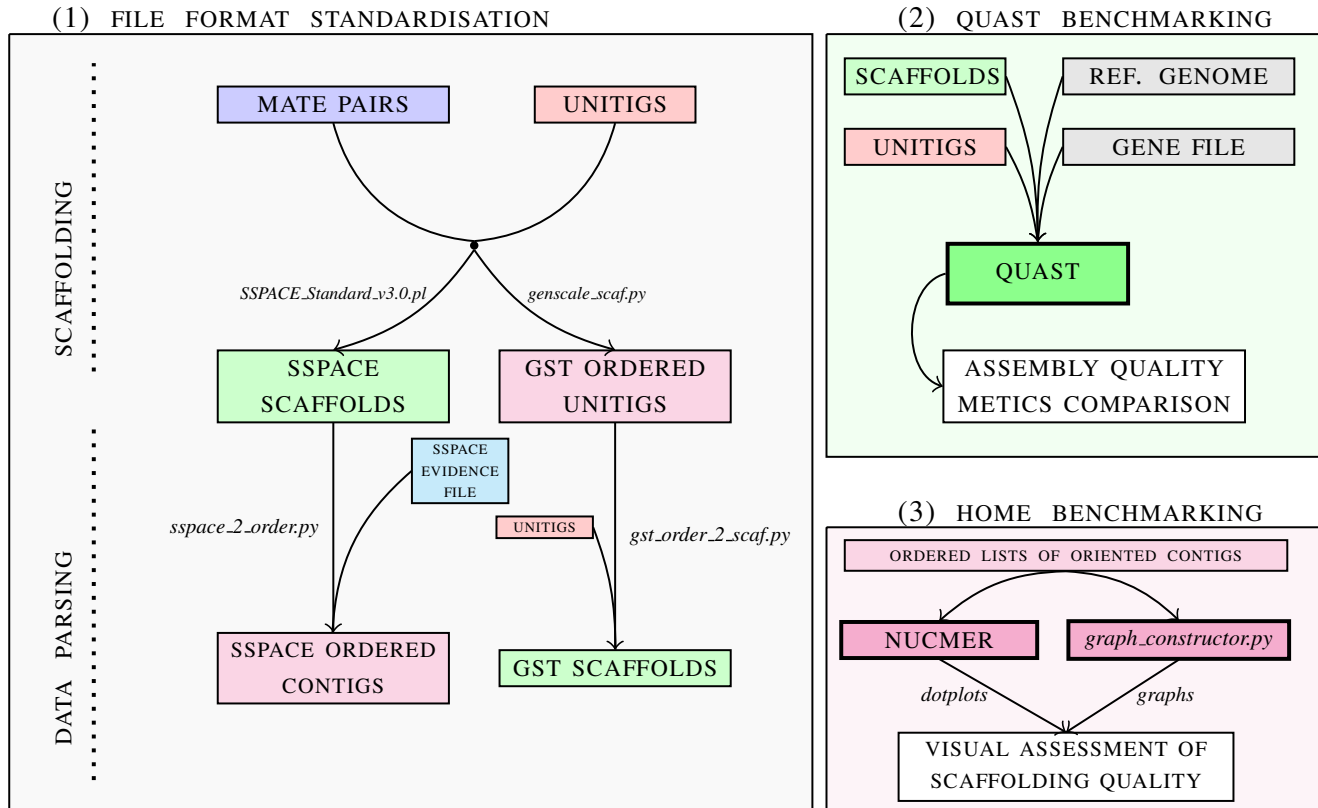 (1) FILE FORMAT STANDARDISATION
SCAFFOLDING
DATA PARSING
MATE PAIRS
UNITIGS
SSPACE_Standard_v3.0.pl
genscale_scaf.py
SSPACE
SCAFFOLDS
GST ORDERED
UNITIGS
SSPACE
EVIDENCE
FILE
UNITIGS
sspace_2_order.py
gst_order_2_scaf.py
SSPACE ORDERED
CONTIGS
GST SCAFFOLDS
(2) QUAST BENCHMARKING
SCAFFOLDS
REF. GENOME
UNITIGS
GENE FILE
QUAST
ASSEMBLY QUALITY
METICS COMPARISON
(3) HOME BENCHMARKING
ORDERED LISTS OF ORIENTED CONTIGS
NUCMER
graph_constructor.py
dotplots
graphs
VISUAL ASSESSMENT OF
SCAFFOLDING QUALITY